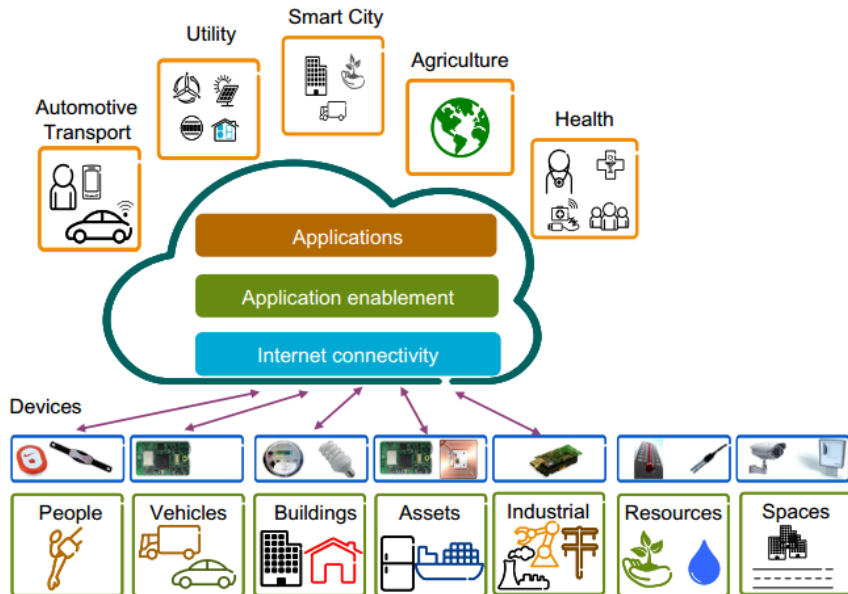 Smart City
Utility
Agriculture
Automotive
Transport
Health
Applications
Application enablement
Internet connectivity
Devices
People
Vehicles
Buildings
Assets
Industrial
Resources
Spaces